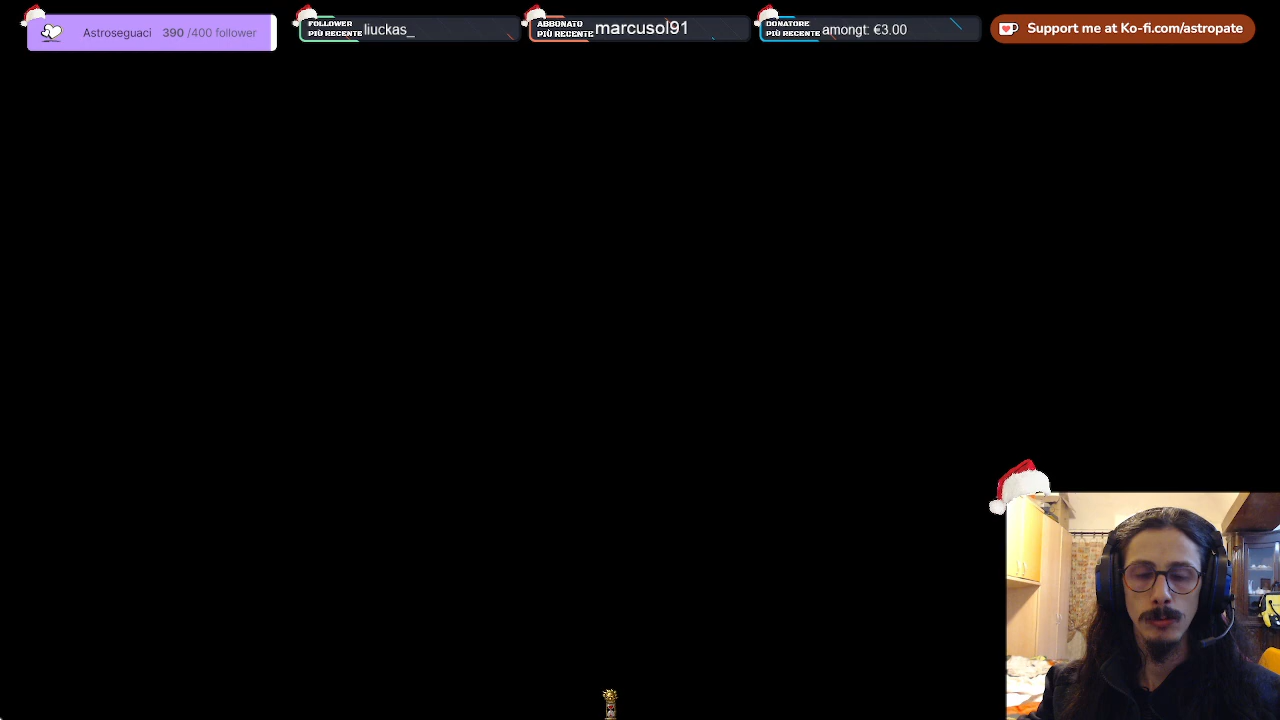 Astroseguaci 390 /400 follower
FOLLOWER
PIÙ RECENTE liuckas_
ABBONATO
PIÙ RECENTE marcusol91
DONATORE
PIÙ RECENTE amongt: €3.00
Support me at Ko-fi.com/astropate